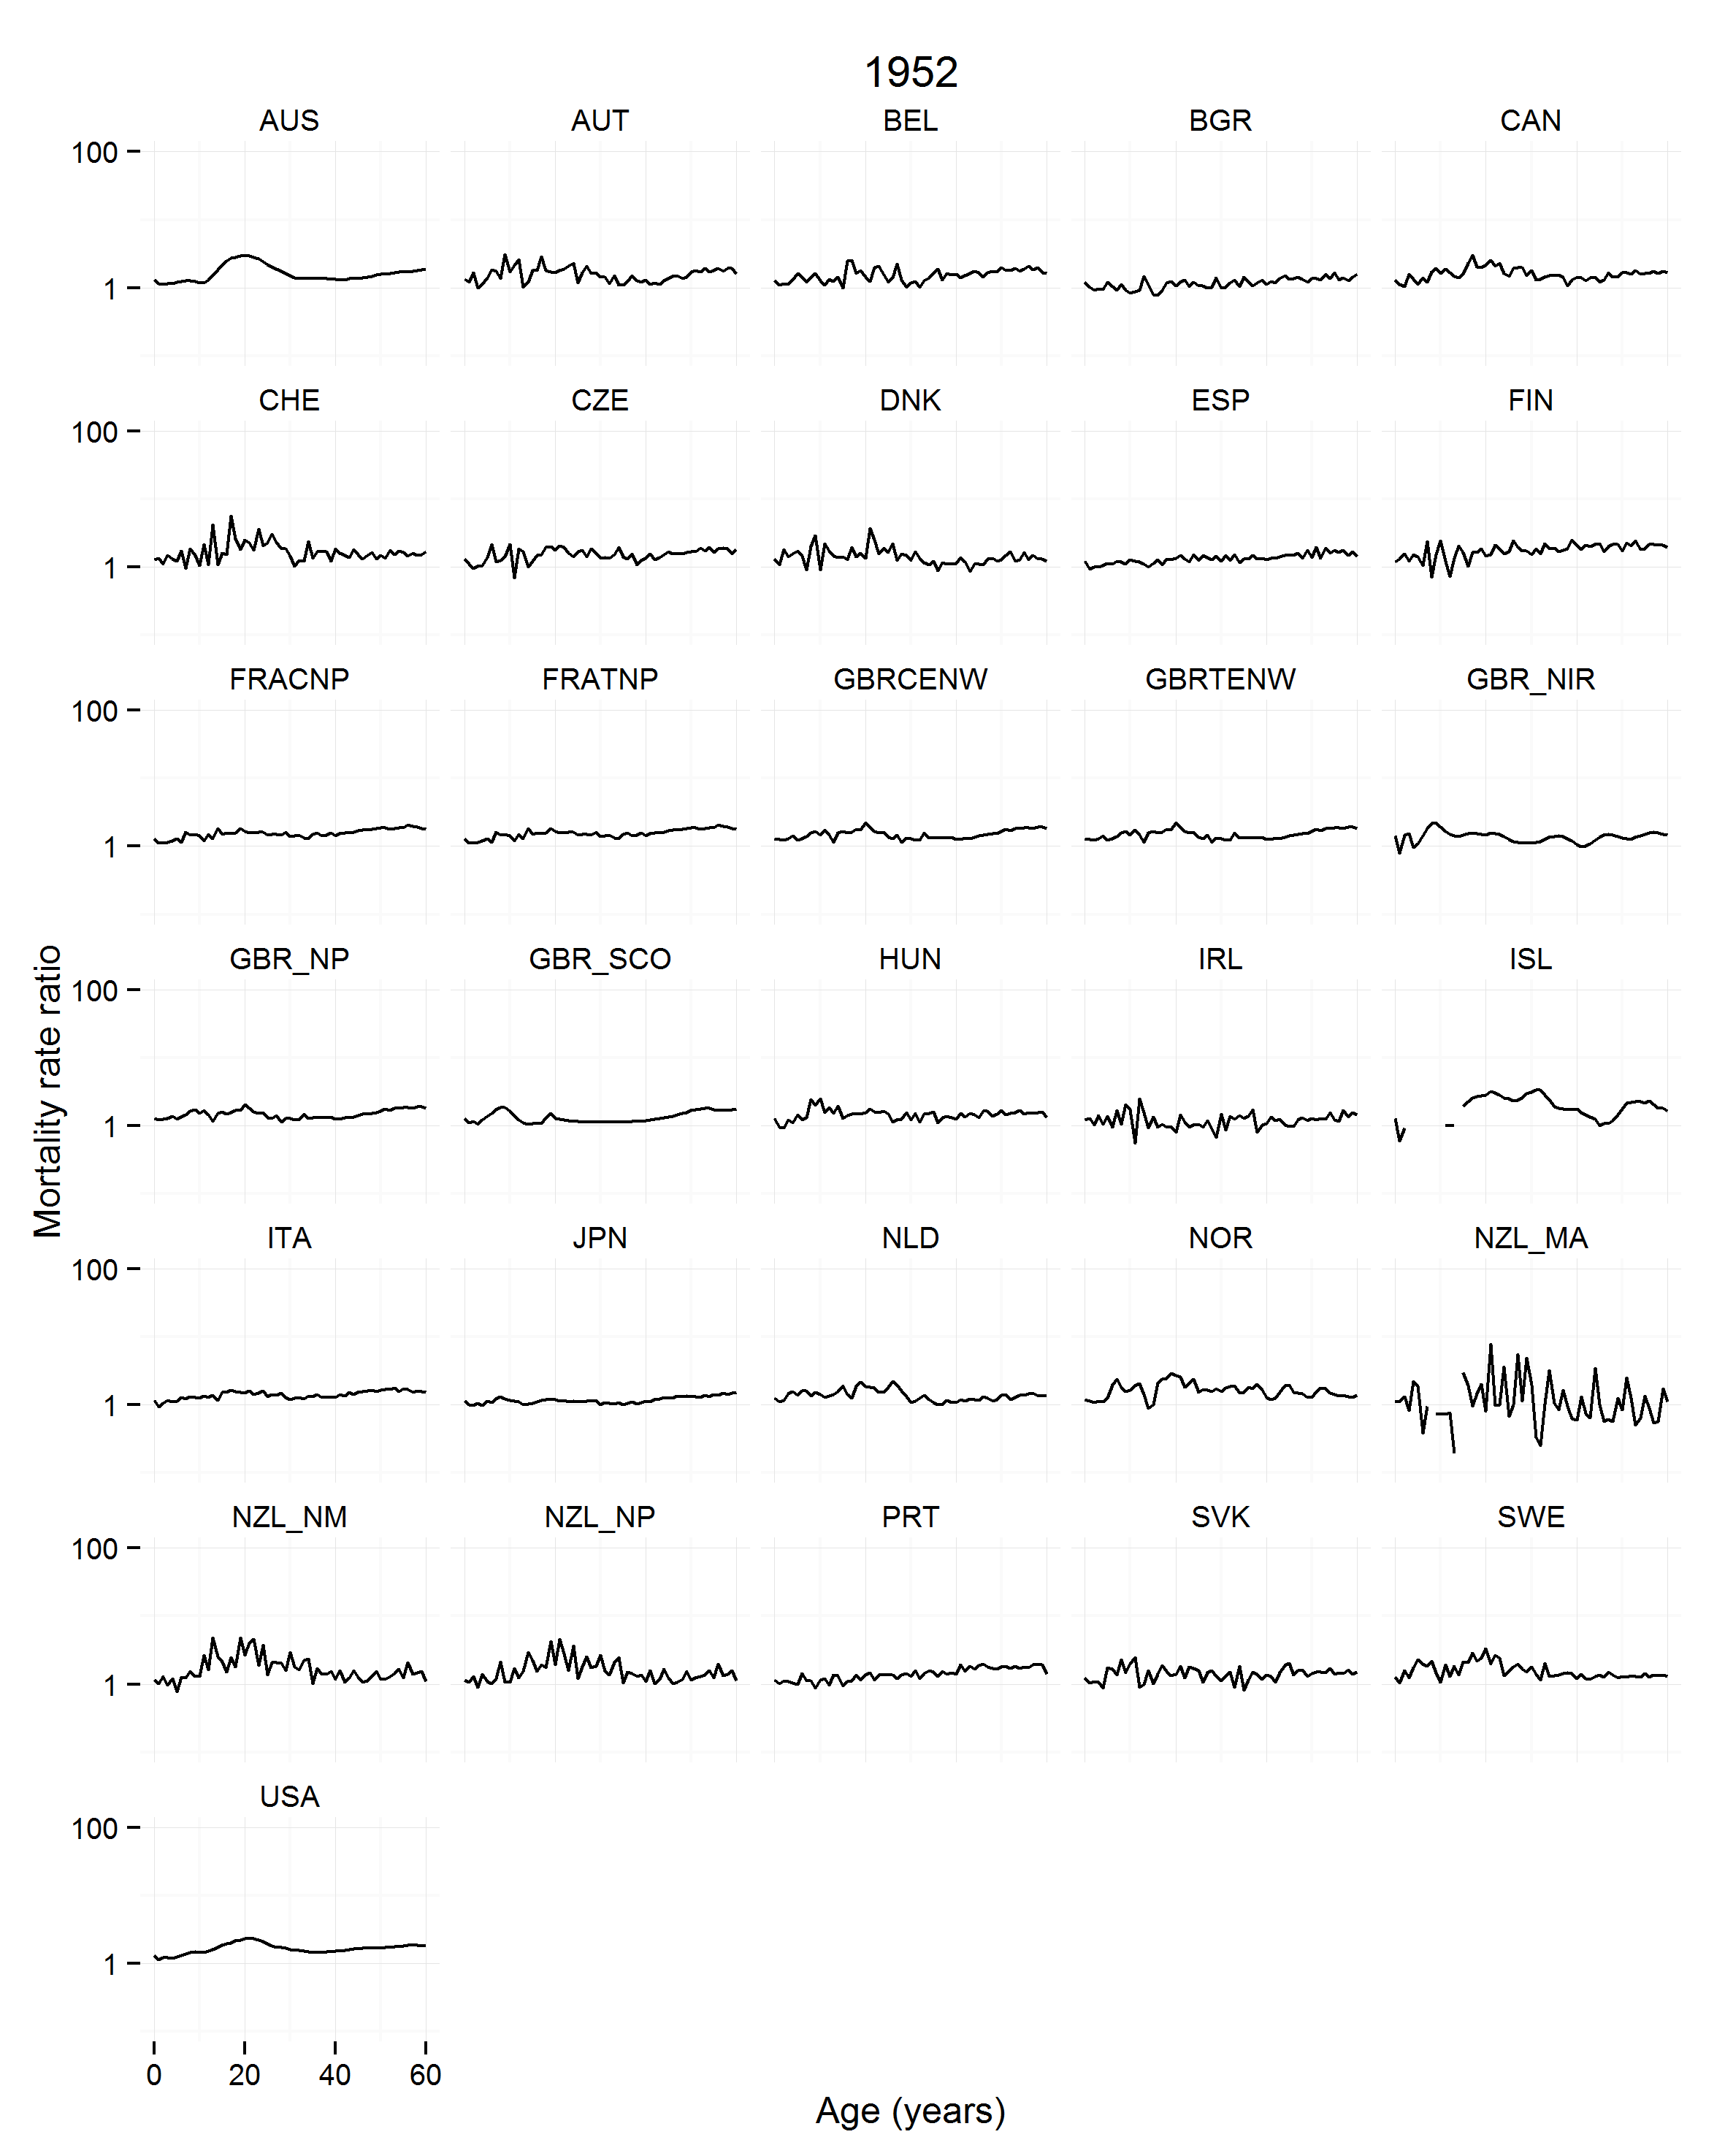 1952
AUS AUT BEL BGR CAN
100
1
CHE CZE DNK ESP FIN
100
1
FRACNP FRATNP GBRCENW GBRTENW GBR_NIR
100
1
GBR_NP GBR_SCO HUN IRL ISL
100
1
Mortality rate ratio
ITA JPN NLD NOR NZL_MA
100
1
NZL_NM NZL_NP PRT SVK SWE
100
1
USA
100
1
0 20 40 60
Age (years)